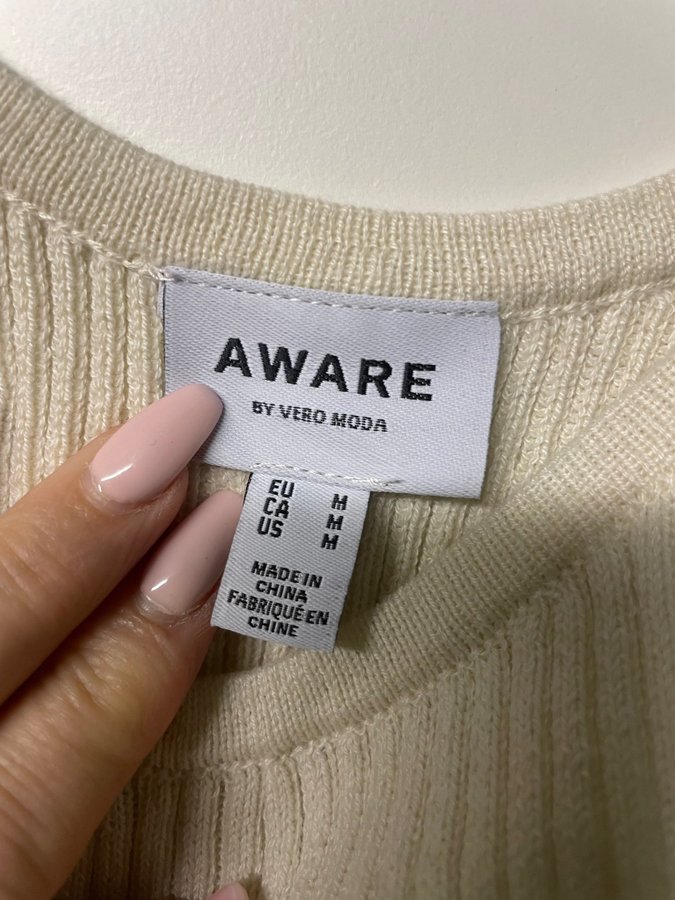 AWARE
BY VERO MODA
EU M
CA M
US M
MADE IN
CHINA
FABRIQUÉ EN
CHINE